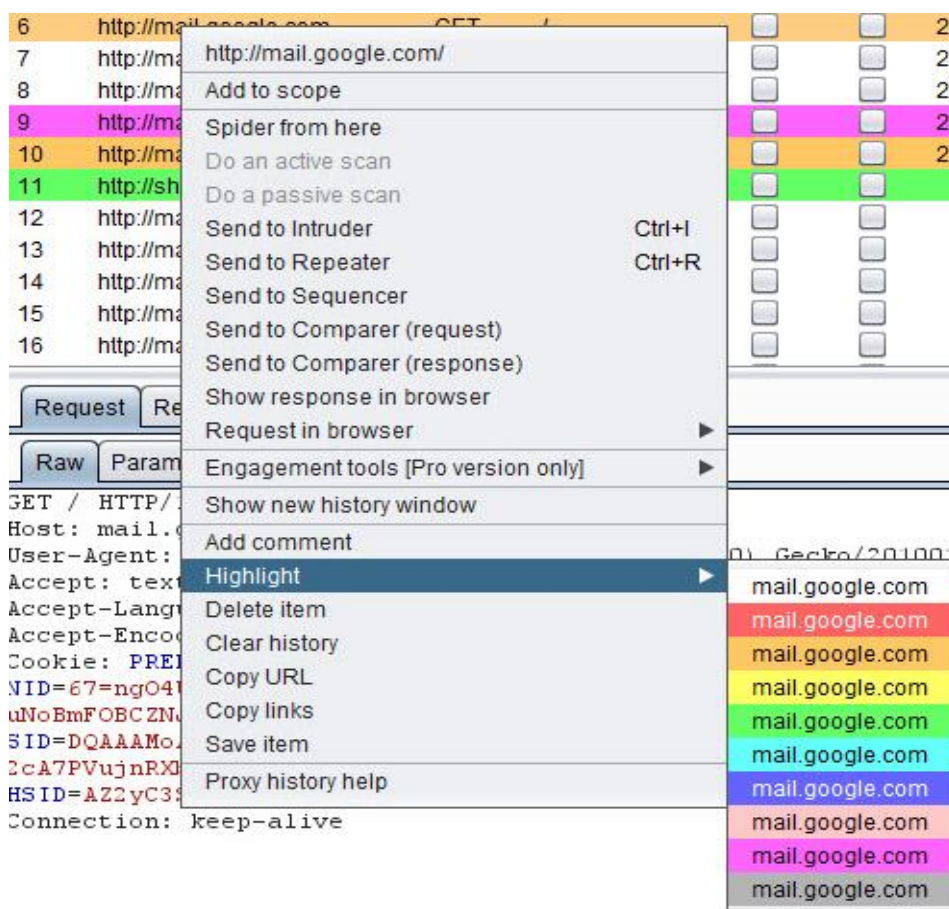 6 http://mail.google.com GET /
7 http://ma
8 http://ma
9 http://ma
10 http://ma
11 http://sh
12 http://ma
13 http://ma
14 http://ma
15 http://ma
16 http://ma
http://mail.google.com/
Add to scope
Spider from here
Do an active scan
Do a passive scan
Send to Intruder Ctrl+I
Send to Repeater Ctrl+R
Send to Sequencer
Send to Comparer (request)
Send to Comparer (response)
Show response in browser
Request in browser
Engagement tools [Pro version only]
Show new history window
Add comment
Highlight
Delete item
Clear history
Copy URL
Copy links
Save item
Proxy history help
Request Re
Raw Param
GET / HTTP/
Host: mail.
User-Agent: Gecko/20100
Accept: text
Accept-Lang
Accept-Enco
Cookie: PRE
NID=67=ngO4
uNoBmFOBCZN
SID=DQAAAMo
2cA7PVujnRX
HSID=AZ2yC3
Connection: keep-alive
mail.google.com
mail.google.com
mail.google.com
mail.google.com
mail.google.com
mail.google.com
mail.google.com
mail.google.com
mail.google.com
mail.google.com